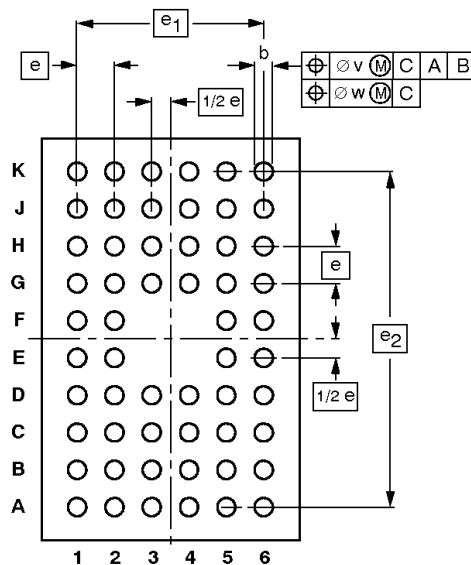 e1
e
b
⌖ ⌀ v Ⓜ C A B
⌖ ⌀ w Ⓜ C
1/2 e
K
J
H
G
F
E
D
C
B
A
e
e2
1/2 e
1 2 3 4 5 6